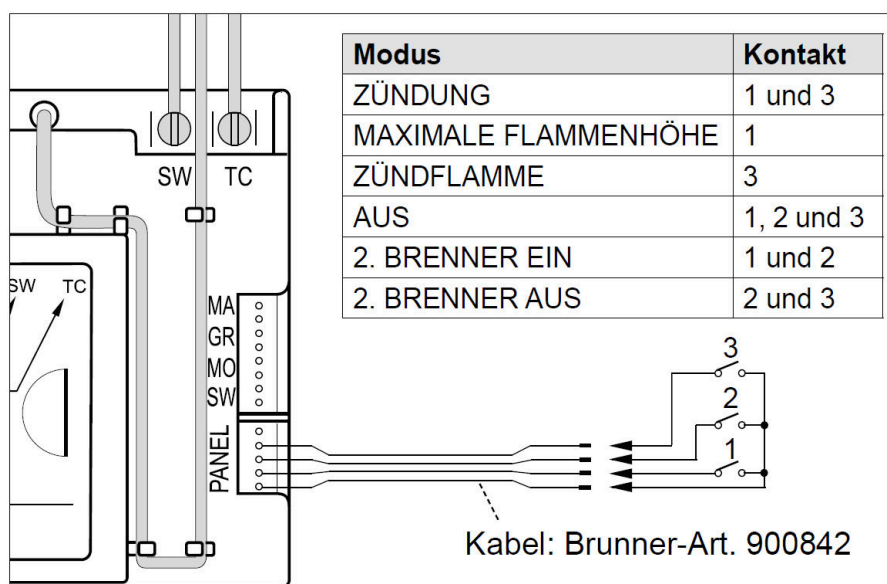 Modus Kontakt
ZÜNDUNG 1 und 3
MAXIMALE FLAMMENHÖHE 1
ZÜNDFLAMME 3
AUS 1, 2 und 3
2. BRENNER EIN 1 und 2
2. BRENNER AUS 2 und 3
SW TC
SW TC
MA
GR
MO
SW
PANEL
3
2
1
Kabel: Brunner-Art. 900842